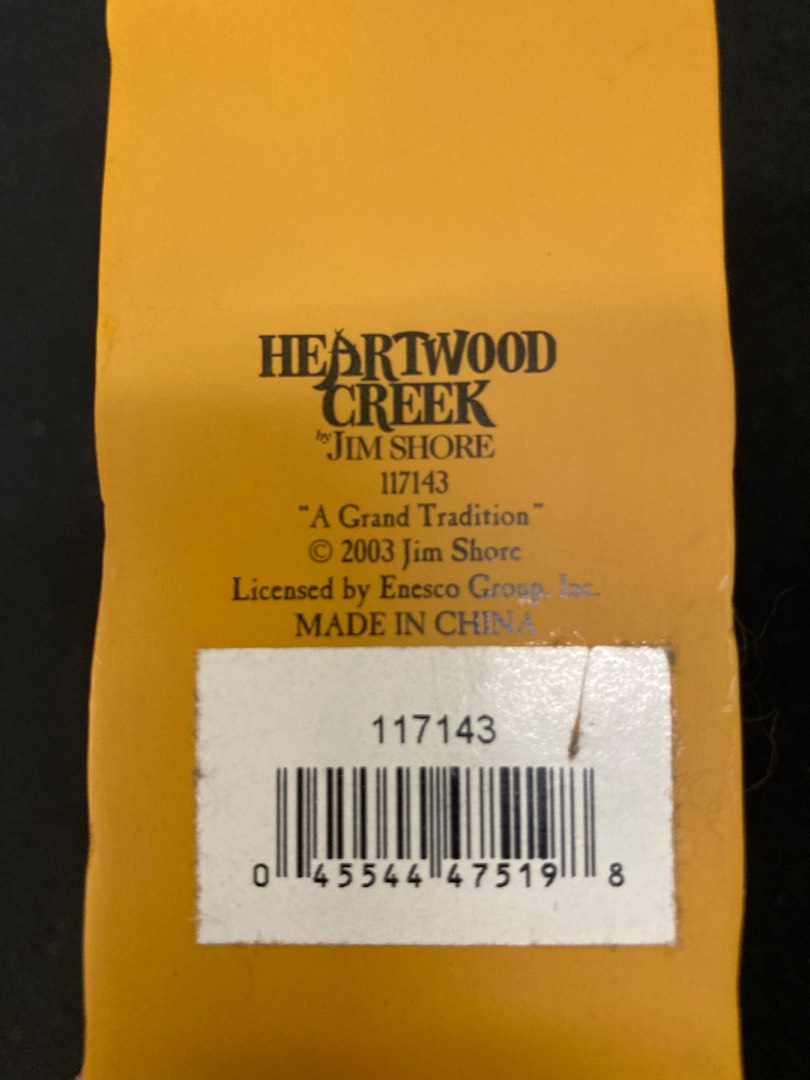 HEARTWOOD
CREEK
by JIM SHORE
117143
"A Grand Tradition"
© 2003 Jim Shore
Licensed by Enesco Group, Inc.
MADE IN CHINA
117143
0 45544 47519 8